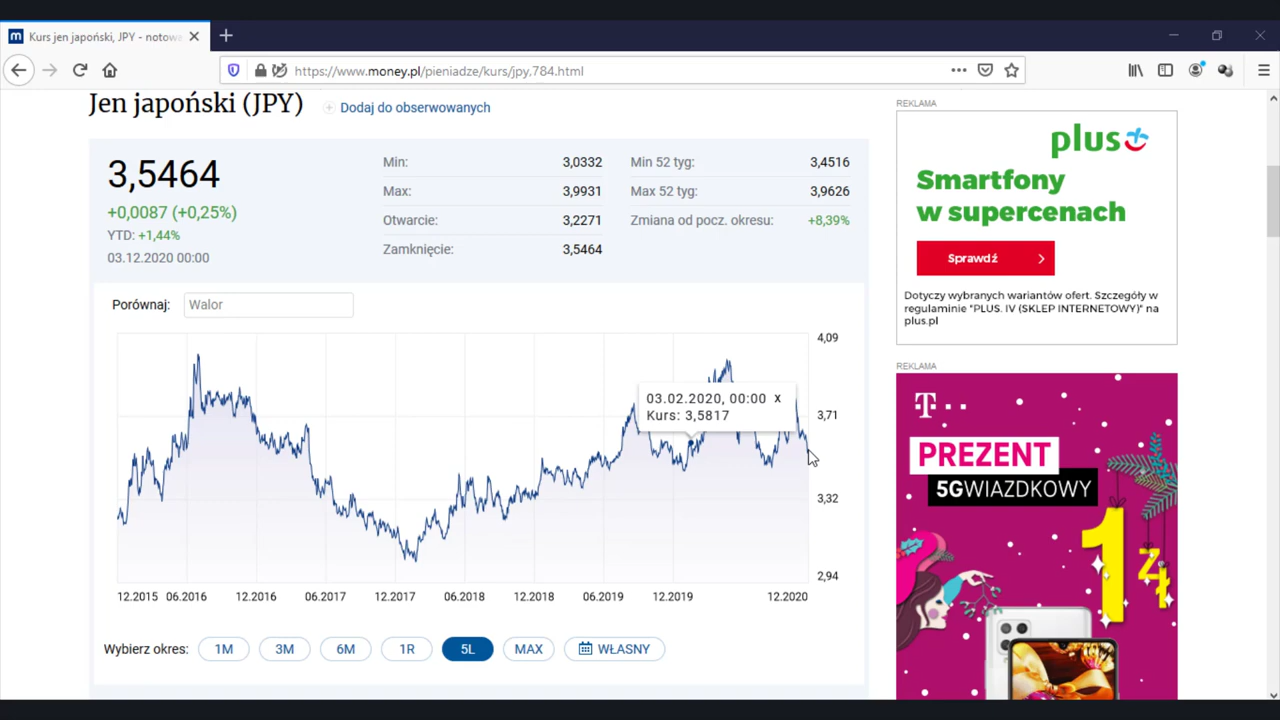 Kurs jen japoński, JPY - notowa
https://www.money.pl/pieniadze/kurs/jpy.784.html
Jen japoński (JPY)
Dodaj do obserwowanych
3,5464
+0,0087 (+0,25%)
YTD: +1,44%
03.12.2020 00:00
Min: 3,0332
Max: 3,9931
Otwarcie: 3,2271
Zamknięcie: 3,5464
Min 52 tyg: 3,4516
Max 52 tyg: 3,9626
Zmiana od pocz. okresu: +8,39%
Porównaj: Walor
4,09
3,71
3,32
2,94
03.02.2020, 00:00 x
Kurs: 3,5817
12.2015 06.2016 12.2016 06.2017 12.2017 06.2018 12.2018 06.2019 12.2019 12.2020
Wybierz okres: 1M 3M 6M 1R 5L MAX WŁASNY
REKLAMA
plus
Smartfony
w supercenach
Sprawdź
Dotyczy wybranych wariantów ofert. Szczegóły w
regulaminie "PLUS. IV (SKLEP INTERNETOWY)" na
plus.pl
REKLAMA
T
PREZENT
5GWIAZDKOWY
1 zł